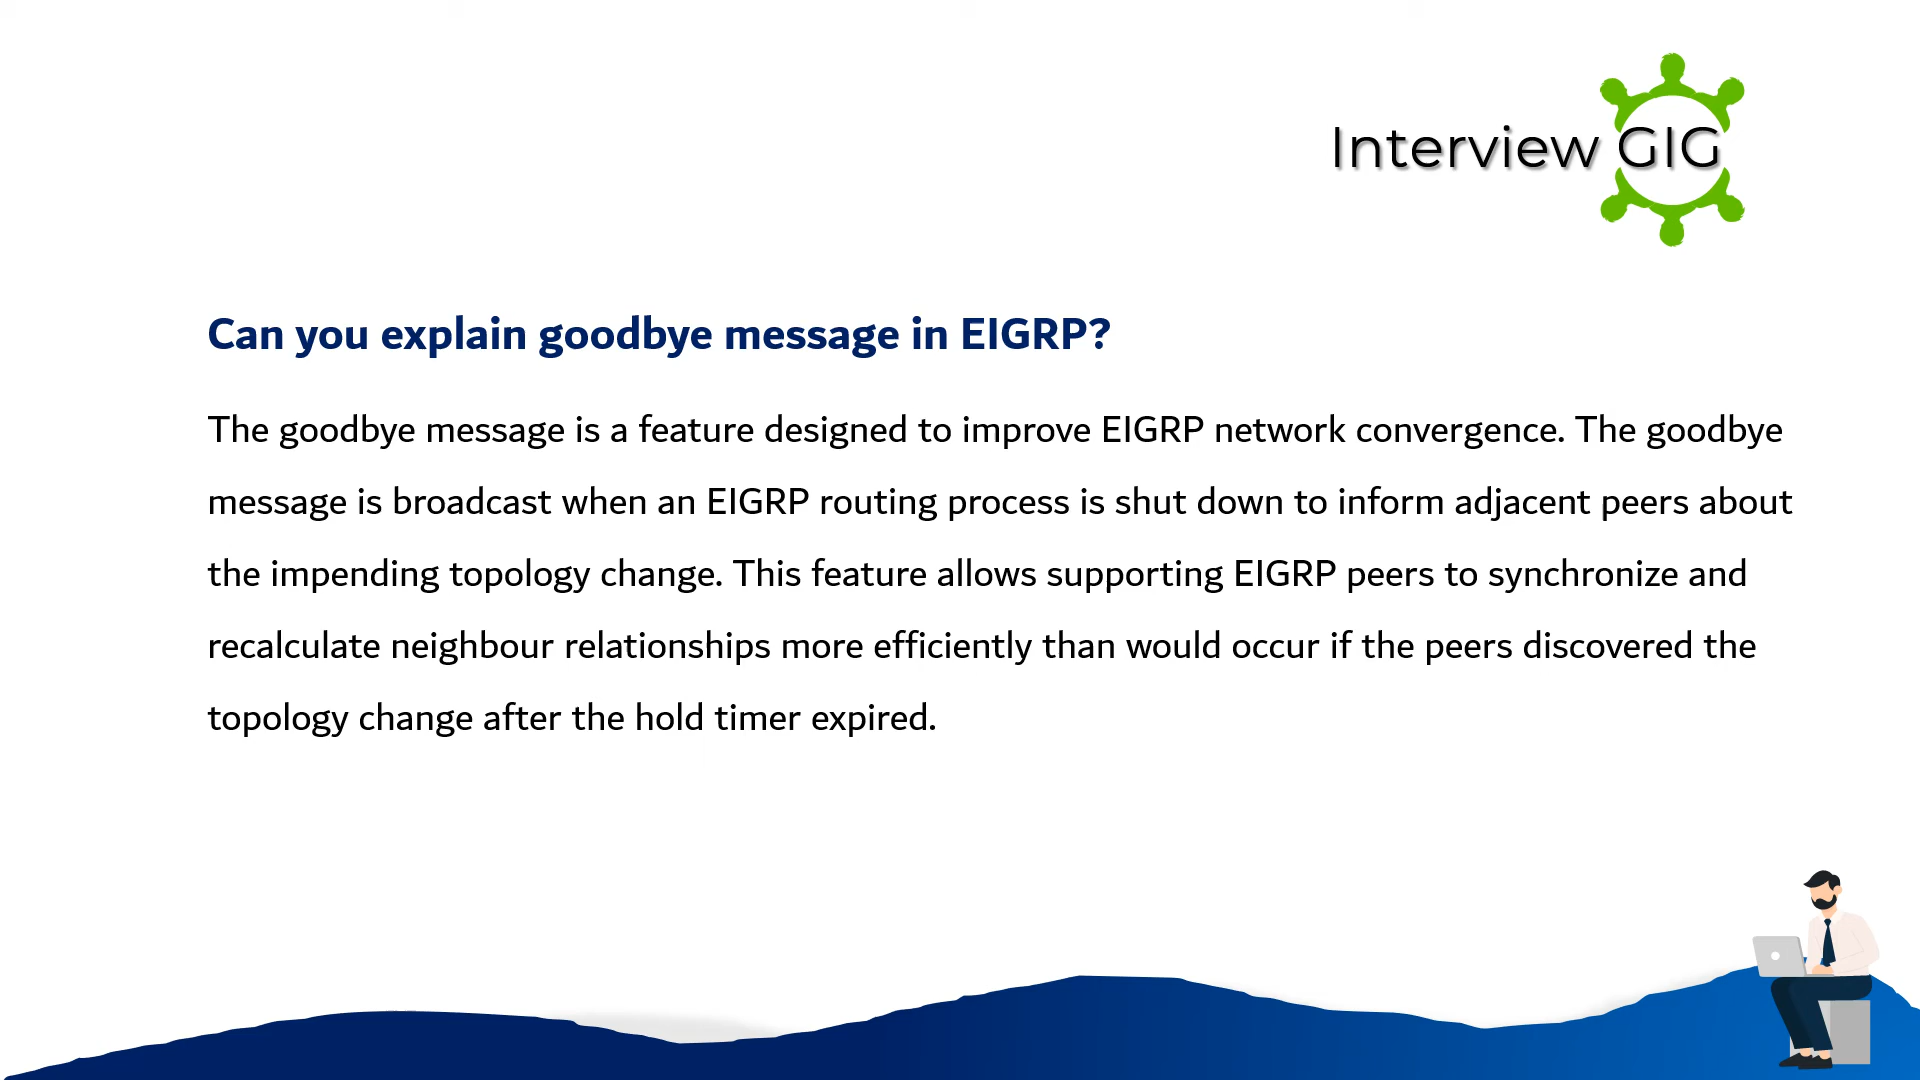 Interview GIG
Can you explain goodbye message in EIGRP?
The goodbye message is a feature designed to improve EIGRP network convergence. The goodbye
message is broadcast when an EIGRP routing process is shut down to inform adjacent peers about
the impending topology change. This feature allows supporting EIGRP peers to synchronize and
recalculate neighbour relationships more efficiently than would occur if the peers discovered the
topology change after the hold timer expired.